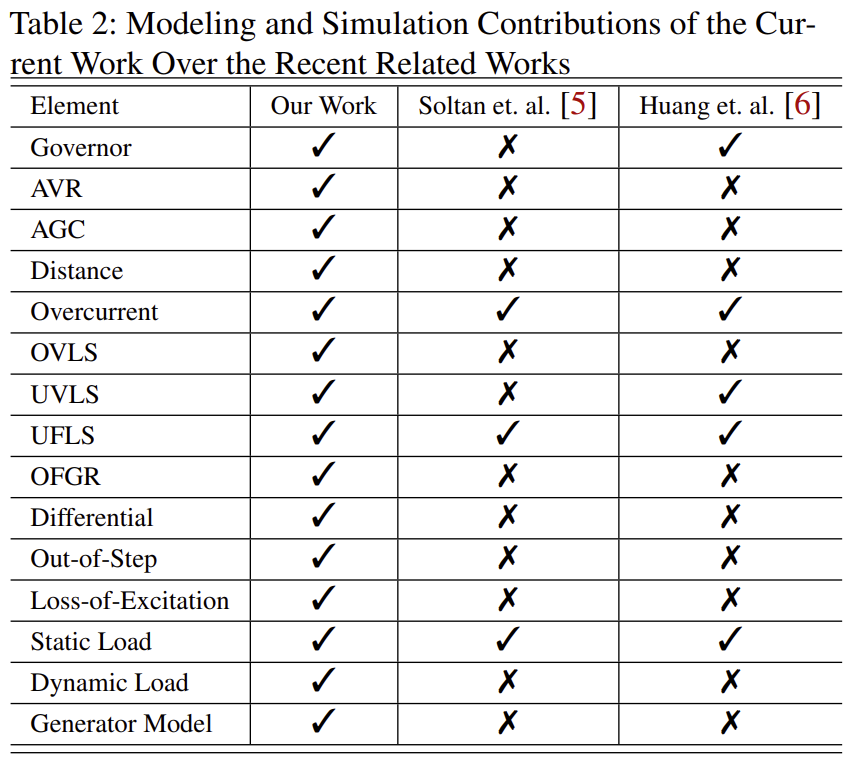 Table 2: Modeling and Simulation Contributions of the Cur-
rent Work Over the Recent Related Works
Element Our Work Soltan et. al. [5] Huang et. al. [6]
Governor ✓ ✗ ✓
AVR ✓ ✗ ✗
AGC ✓ ✗ ✗
Distance ✓ ✗ ✗
Overcurrent ✓ ✓ ✓
OVLS ✓ ✗ ✗
UVLS ✓ ✗ ✓
UFLS ✓ ✓ ✓
OFGR ✓ ✗ ✗
Differential ✓ ✗ ✗
Out-of-Step ✓ ✗ ✗
Loss-of-Excitation ✓ ✗ ✗
Static Load ✓ ✓ ✓
Dynamic Load ✓ ✗ ✗
Generator Model ✓ ✗ ✗